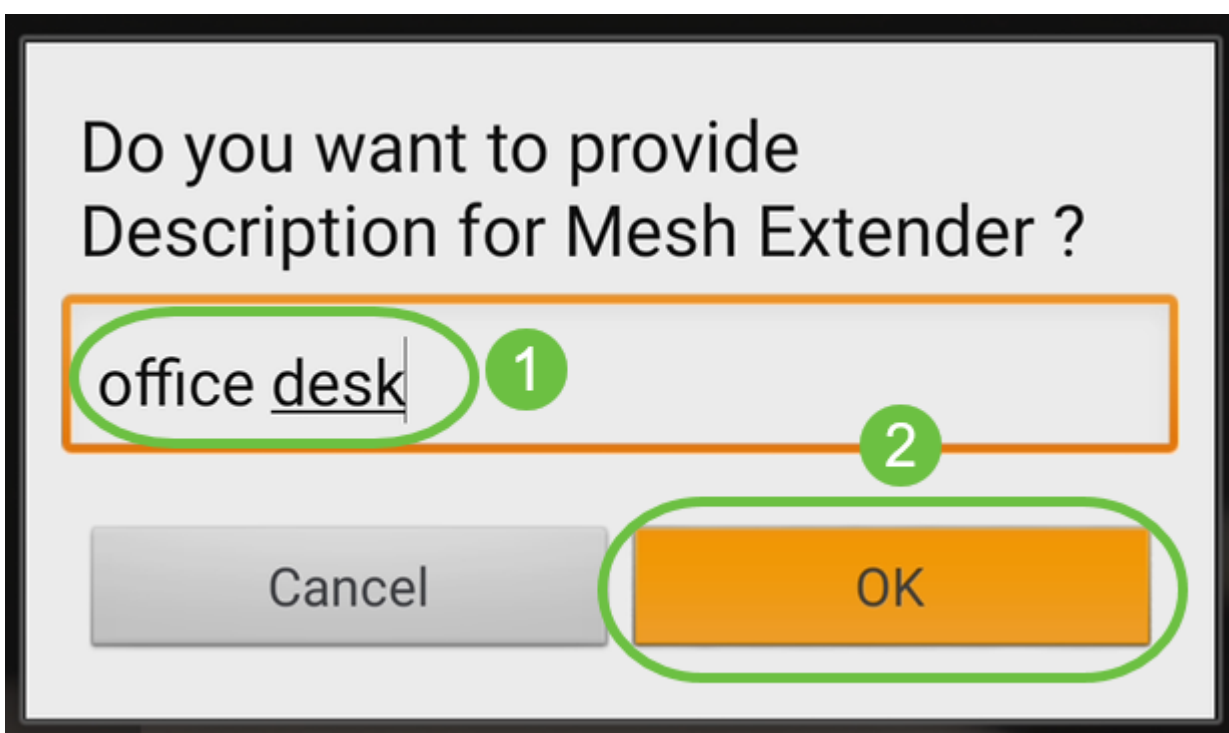 Do you want to provide
Description for Mesh Extender ?
office desk
1
2
Cancel
OK